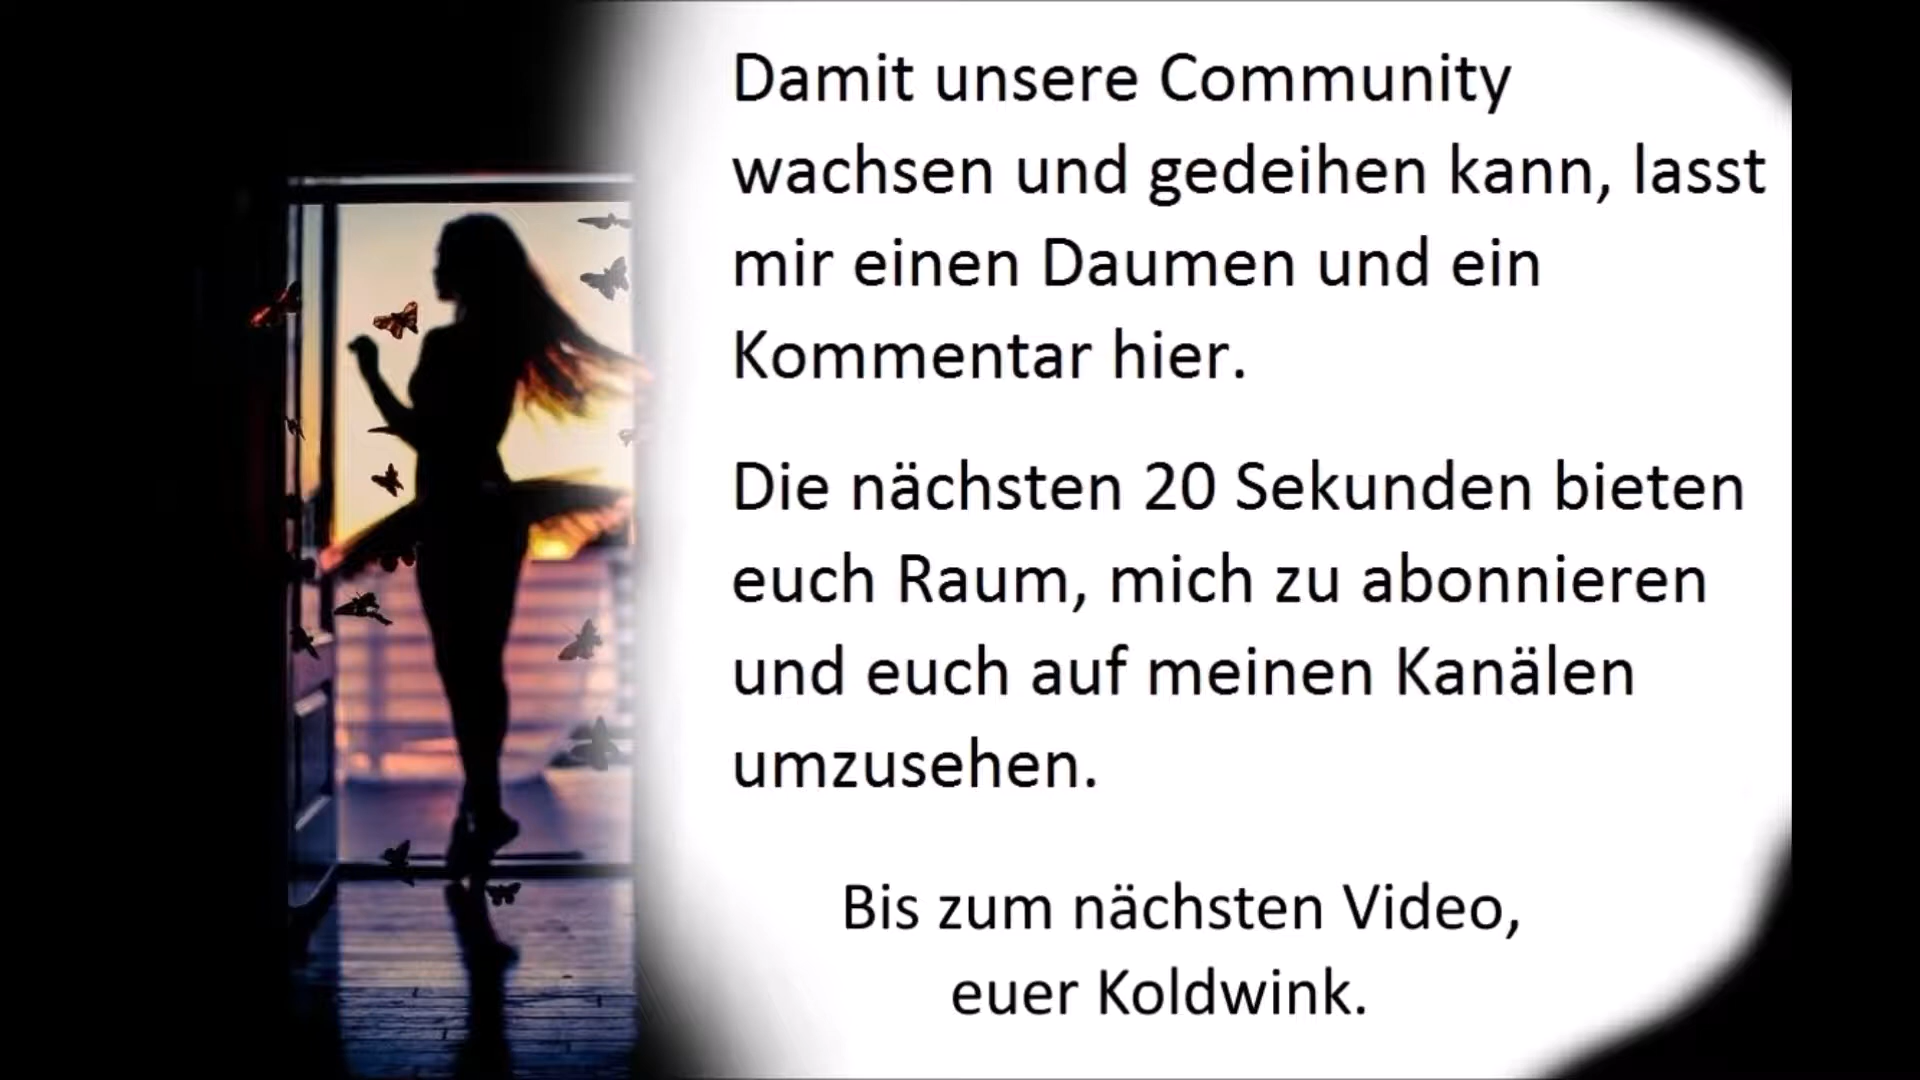 Damit unsere Community
wachsen und gedeihen kann, lasst
mir einen Daumen und ein
Kommentar hier.
Die nächsten 20 Sekunden bieten
euch Raum, mich zu abonnieren
und euch auf meinen Kanälen
umzusehen.
Bis zum nächsten Video,
euer Koldwink.